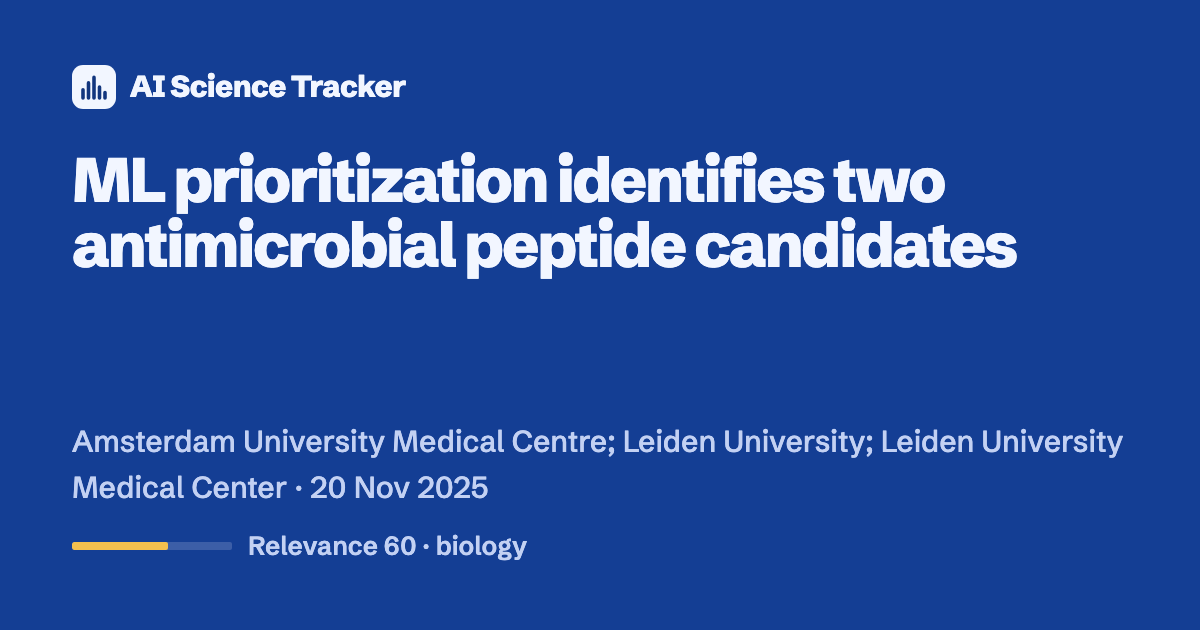 AI Science Tracker
ML prioritization identifies two
antimicrobial peptide candidates
Amsterdam University Medical Centre; Leiden University; Leiden University
Medical Center · 20 Nov 2025
Relevance 60 · biology